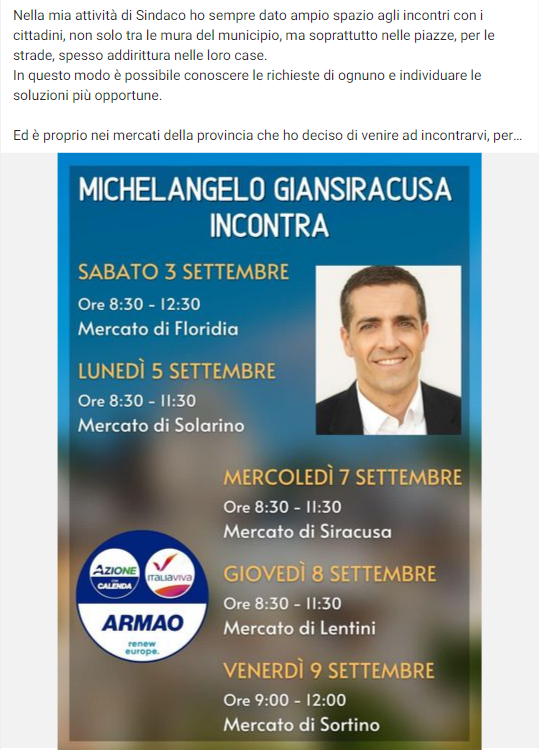 Nella mia attività di Sindaco ho sempre dato ampio spazio agli incontri con i
cittadini, non solo tra le mura del municipio, ma soprattutto nelle piazze, per le
strade, spesso addirittura nelle loro case.
In questo modo è possibile conoscere le richieste di ognuno e individuare le
soluzioni più opportune.
Ed è proprio nei mercati della provincia che ho deciso di venire ad incontrarvi, per...
MICHELANGELO GIANSIRACUSA
INCONTRA
SABATO 3 SETTEMBRE
Ore 8:30 - 12:30
Mercato di Floridia
LUNEDÌ 5 SETTEMBRE
Ore 8:30 - 11:30
Mercato di Solarino
MERCOLEDÌ 7 SETTEMBRE
Ore 8:30 - 11:30
Mercato di Siracusa
GIOVEDÌ 8 SETTEMBRE
Ore 8:30 - 11:30
Mercato di Lentini
VENERDÌ 9 SETTEMBRE
Ore 9:00 - 12:00
Mercato di Sortino
AZIONE
con
CALENDA
ITALIAVIVA
ARMAO
renew
europe.